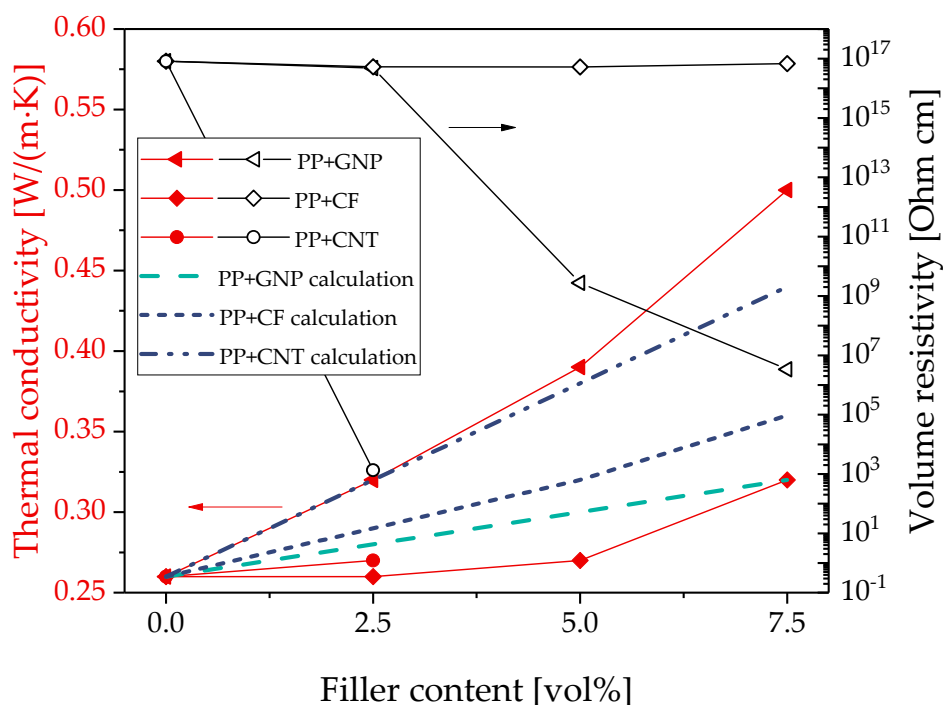 Thermal conductivity [W/(m·K)]
0.60
0.55
0.50
0.45
0.40
0.35
0.30
0.25
PP+GNP
PP+CF
PP+CNT
PP+GNP calculation
PP+CF calculation
PP+CNT calculation
10^17
10^15
10^13
10^11
10^9
10^7
10^5
10^3
10^1
10^-1
Volume resistivity [Ohm cm]
0.0 2.5 5.0 7.5
Filler content [vol%]